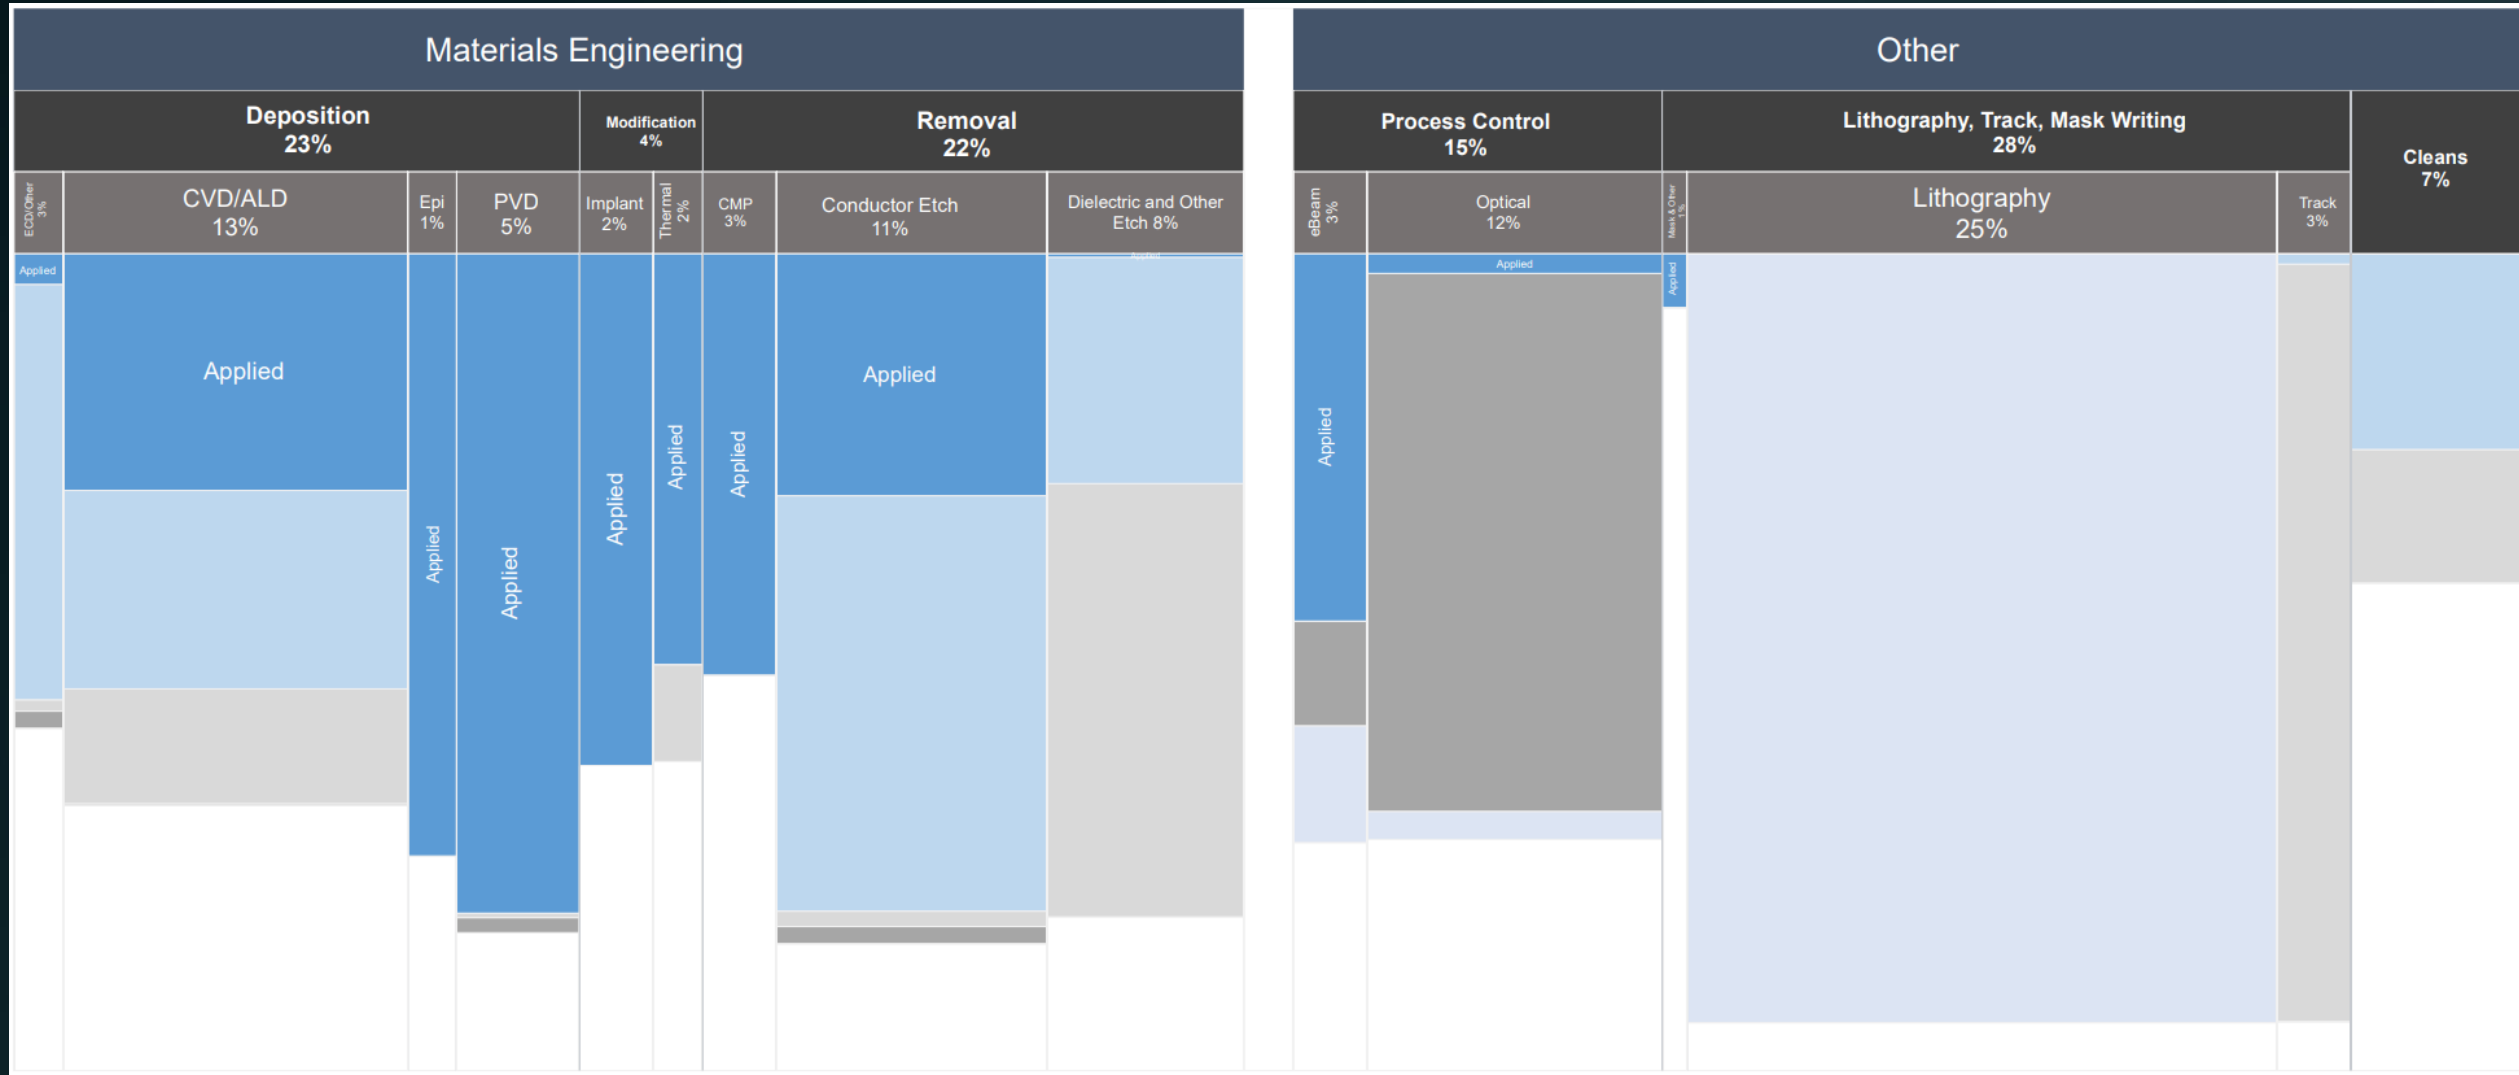 Materials Engineering
Other
Deposition
23%
Modification
4%
Removal
22%
Process Control
15%
Lithography, Track, Mask Writing
28%
Cleans
7%
ECD/Other
3%
CVD/ALD
13%
Epi
1%
PVD
5%
Implant
2%
Thermal
2%
CMP
3%
Conductor Etch
11%
Dielectric and Other
Etch 8%
eBeam
3%
Optical
12%
Mask & Other
1%
Lithography
25%
Track
3%
Applied
Applied
Applied
Applied
Applied
Applied
Applied
Applied
Applied
Applied
Applied
Applied